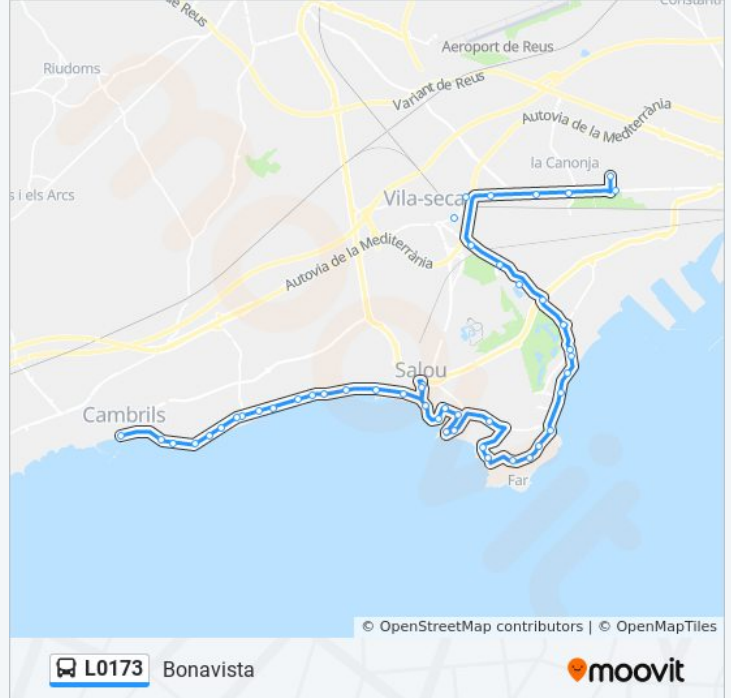 de Reus
Constantí
Aeroport de Reus
Riudoms
Variant de Reus
Autovia de la Mediterrània
la Canonja
s i els Arcs
Vila-seca
Autovia de la Mediterrània
Salou
Cambrils
Far
moovit
© OpenStreetMap contributors | © OpenMapTiles
L0173 Bonavista
moovit